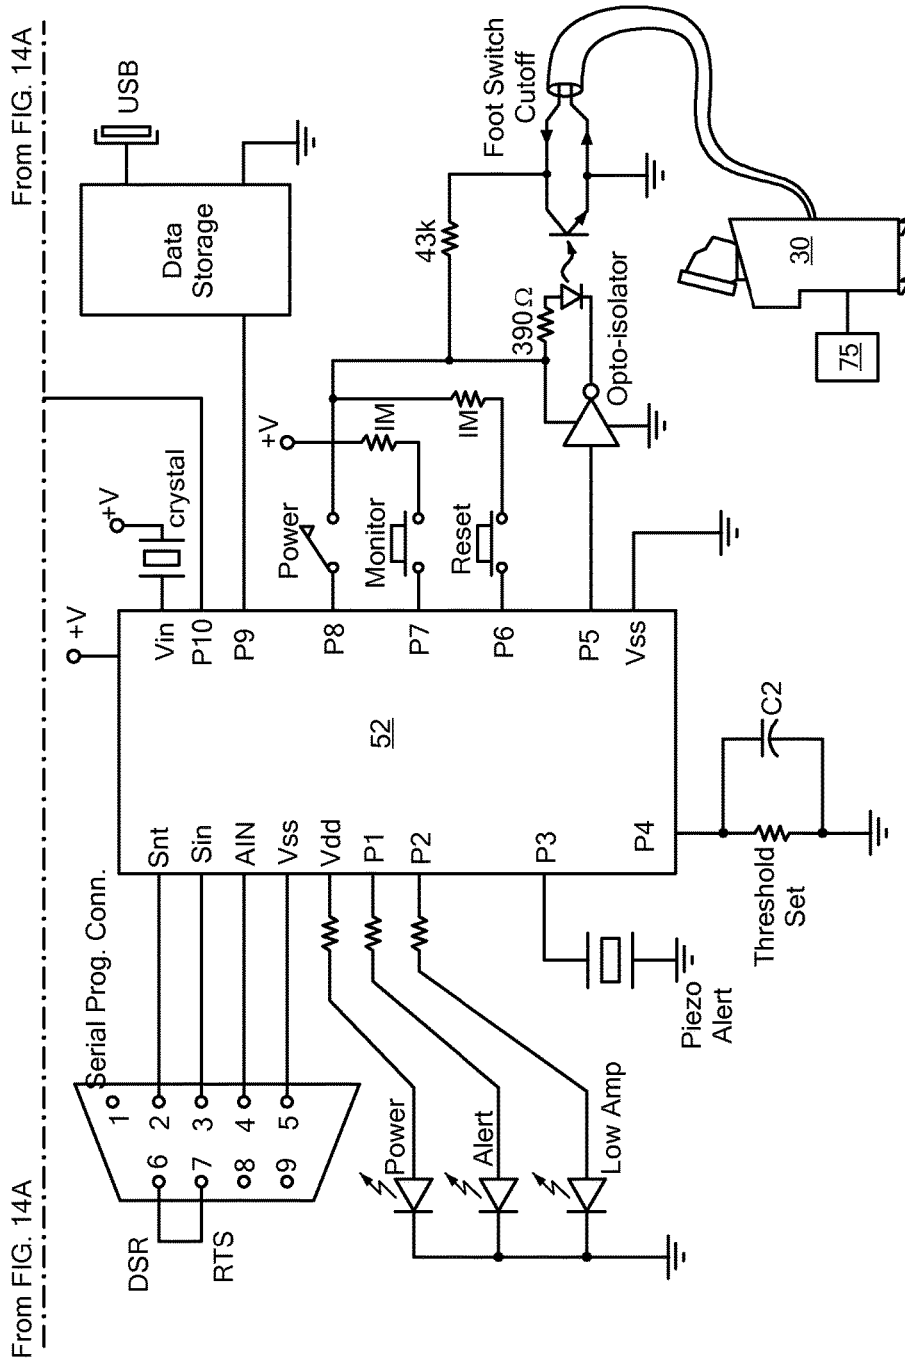 From FIG. 14A
From FIG. 14A
Serial Prog. Conn.
1
2
3
4
5
6
7
8
9
DSR
RTS
Power
Alert
Low Amp
Piezo
Alert
Threshold
Set
C2
52
Snt
Sin
AIN
Vss
Vdd
P1
P2
P3
P4
Vin
P10
P9
P8
P7
P6
P5
Vss
+V
+V
crystal
Data
Storage
USB
Power
Monitor
Reset
+V
1M
1M
43k
390 Ω
Opto-isolator
Foot Switch
Cutoff
30
75